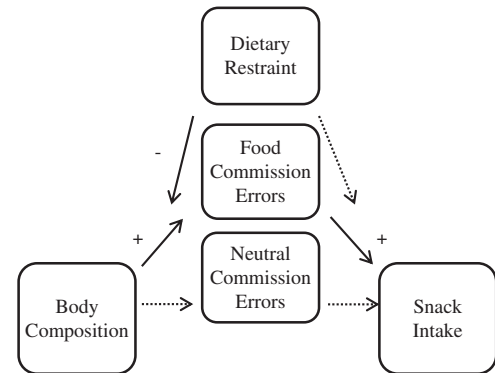 Dietary
Restraint
-
Food
Commission
Errors
+
+
Neutral
Commission
Errors
Body
Composition
Snack
Intake